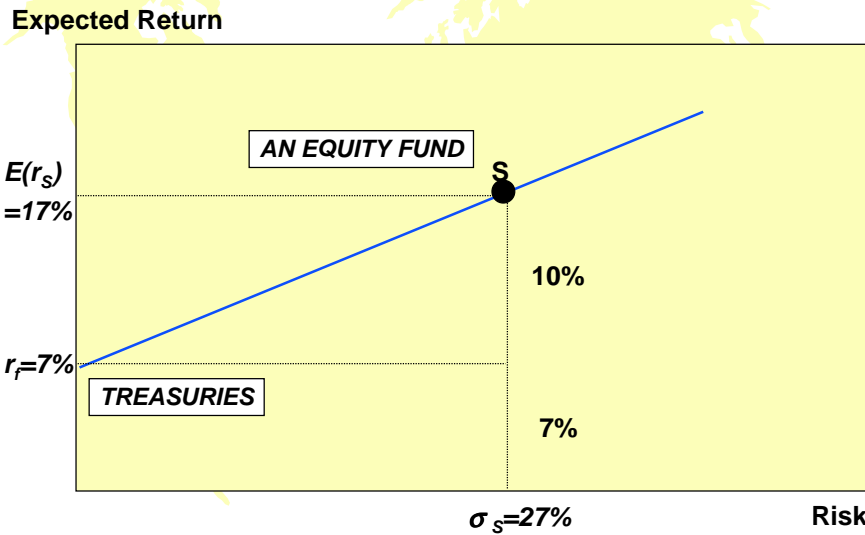 Expected Return
AN EQUITY FUND
S
E(rS)
=17%
10%
rf=7%
TREASURIES
7%
σS=27%
Risk